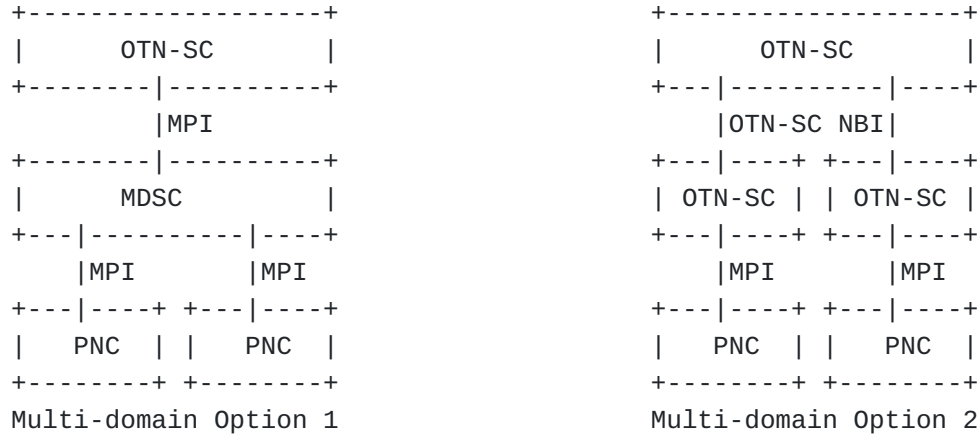 +-------------------+                  +-------------------+
|      OTN-SC       |                  |      OTN-SC       |
+--------|----------+                  +---|----------|----+
         |MPI                              |OTN-SC NBI|
+--------|----------+                  +---|----+ +---|----+
|      MDSC         |                  | OTN-SC | | OTN-SC |
+---|----------|----+                  +---|----+ +---|----+
    |MPI       |MPI                        |MPI       |MPI
+---|----+ +---|----+                  +---|----+ +---|----+
|   PNC  | |   PNC  |                  |   PNC  | |   PNC  |
+--------+ +--------+                  +--------+ +--------+
Multi-domain Option 1                  Multi-domain Option 2